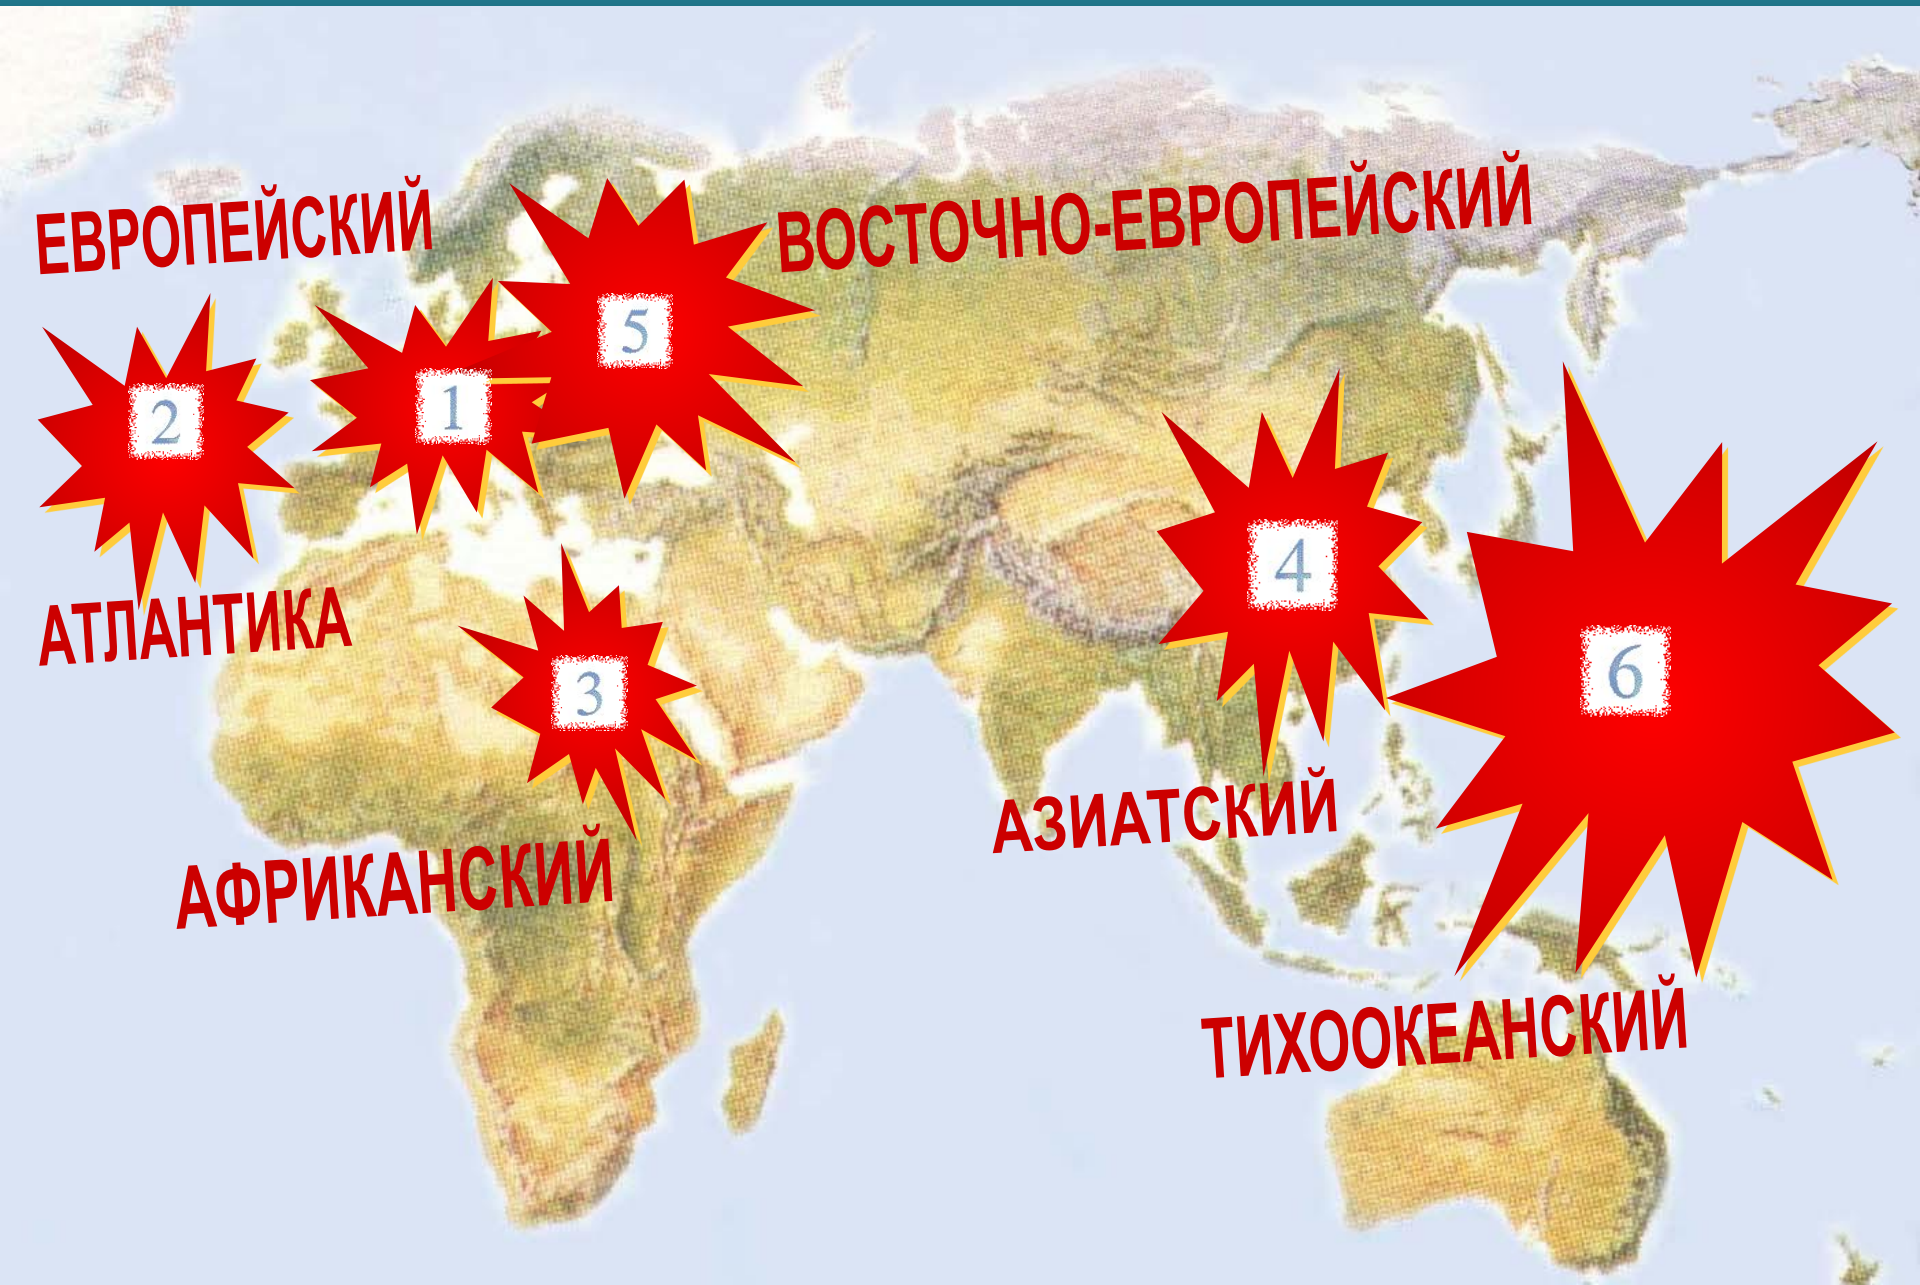 ЕВРОПЕЙСКИЙ
ВОСТОЧНО-ЕВРОПЕЙСКИЙ
5
2
1
4
АТЛАНТИКА
3
6
АЗИАТСКИЙ
АФРИКАНСКИЙ
ТИХООКЕАНСКИЙ